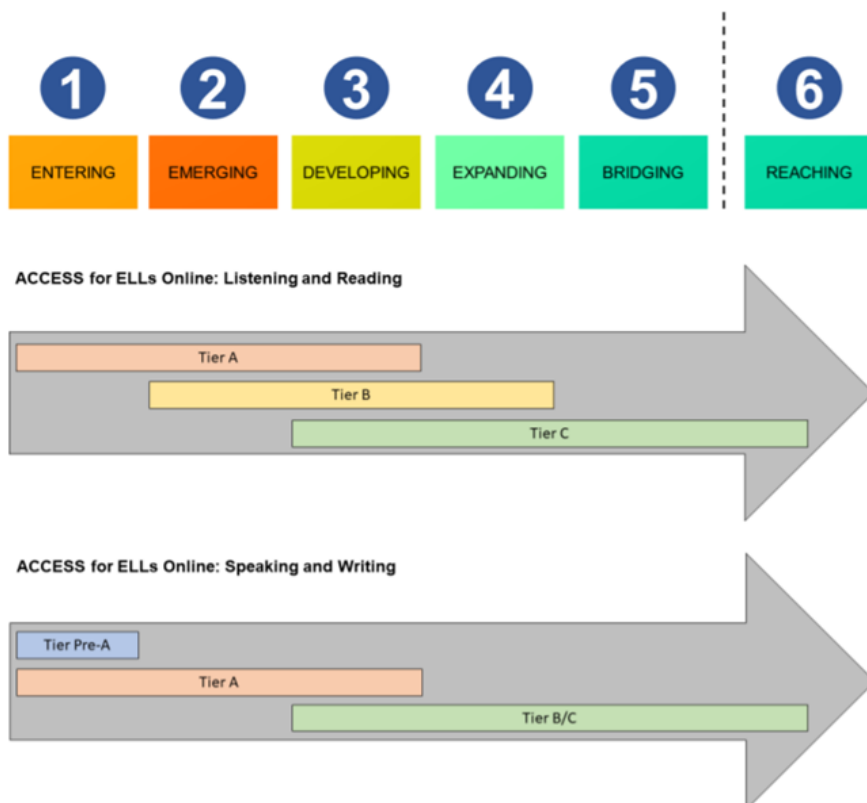 1 2 3 4 5 6
ENTERING EMERGING DEVELOPING EXPANDING BRIDGING REACHING
ACCESS for ELLs Online: Listening and Reading
Tier A
Tier B
Tier C
ACCESS for ELLs Online: Speaking and Writing
Tier Pre-A
Tier A
Tier B/C